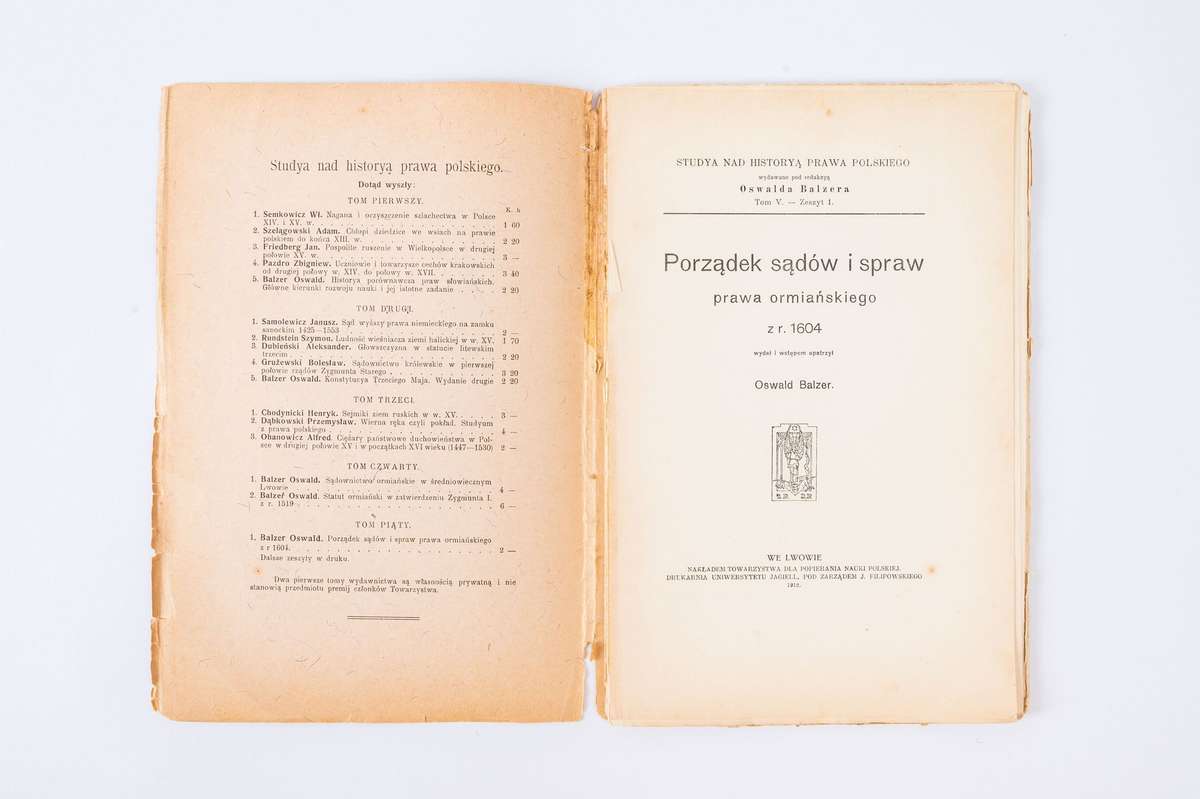 Studya nad historyą prawa polskiego.
Dotąd wyszły:
TOM PIERWSZY.
K. h
1. Semkowicz Wł. Nagana i oczyszczenie szlachectwa w Polsce
XIV. i XV. w. 1 60
2. Szelągowski Adam. Chłopi dziedzice we wsiach na prawie
polskiem do końca XIII. w. 2 20
3. Friedberg Jan. Pospolite ruszenie w Wielkopolsce w drugiej
połowie XV. w. 3 —
4. Pazdro Zbigniew. Uczniowie i towarzysze cechów krakowskich
od drugiej połowy w. XIV. do połowy w. XVII. 3 40
5. Balzer Oswald. Historya porównawcza praw słowiańskich.
Główne kierunki rozwoju nauki i jej istotne zadanie 2 20
TOM DRUGI.
1. Samolewicz Janusz. Sąd wyższy prawa niemieckiego na zamku
sanockim 1425—1553 2 —
2. Rundstein Szymon. Ludność wieśniacza ziemi halickiej w w. XV. 1 70
3. Dubieński Aleksander. Głowszczyzna w statucie litewskim
trzecim 2 20
4. Grużewski Bolesław. Sądownictwo królewskie w pierwszej
połowie rządów Zygmunta Starego 3 20
5. Balzer Oswald. Konstytucya Trzeciego Maja. Wydanie drugie 2 20
TOM TRZECI.
1. Chodynicki Henryk. Sejmiki ziem ruskich w w. XV. 3 —
2. Dąbkowski Przemysław. Wierna ręka czyli pokład. Studyum
z prawa polskiego 4 —
3. Ohanowicz Alfred. Ciężary państwowe duchowieństwa w Pol-
sce w drugiej połowie XV i w początkach XVI wieku (1447—1530) 2 —
TOM CZWARTY.
1. Balzer Oswald. Sądownictwo ormiańskie w średniowiecznym
Lwowie 4 —
2. Balzer Oswald. Statut ormiański w zatwierdzeniu Zygmunta I.
z r. 1519 6 —
TOM PIĄTY.
1. Balzer Oswald. Porządek sądów i spraw prawa ormiańskiego
z r 1604. 2 —
Dalsze zeszyty w druku.
Dwa pierwsze tomy wydawnictwa są własnością prywatną i nie
stanowią przedmiotu premij członków Towarzystwa.
STUDYA NAD HISTORYĄ PRAWA POLSKIEGO
wydawane pod redakcyą
Oswalda Balzera
Tom V. — Zeszyt I.
Porządek sądów i spraw
prawa ormiańskiego
z r. 1604
wydał i wstępem opatrzył
Oswald Balzer.
WE LWOWIE
NAKŁADEM TOWARZYSTWA DLA POPIERANIA NAUKI POLSKIEJ.
DRUKARNIA UNIWERSYTETU JAGIELL. POD ZARZĄDEM J. FILIPOWSKIEGO
1912.